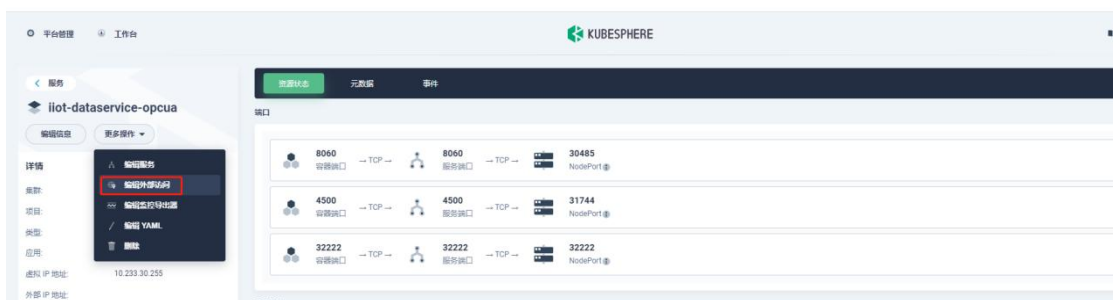 平台管理 工作台 KUBESPHERE
服务
iiot-dataservice-opcua
编辑信息 更多操作
详情
集群:
项目:
类型:
应用:
虚拟 IP 地址: 10.233.30.255
外部 IP 地址:
编辑服务
编辑外部访问
编辑监控导出器
编辑 YAML
删除
资源状态 元数据 事件
端口
8060 → TCP → 8060 → TCP → 30485
容器端口 服务端口 NodePort
4500 → TCP → 4500 → TCP → 31744
容器端口 服务端口 NodePort
32222 → TCP → 32222 → TCP → 32222
容器端口 服务端口 NodePort